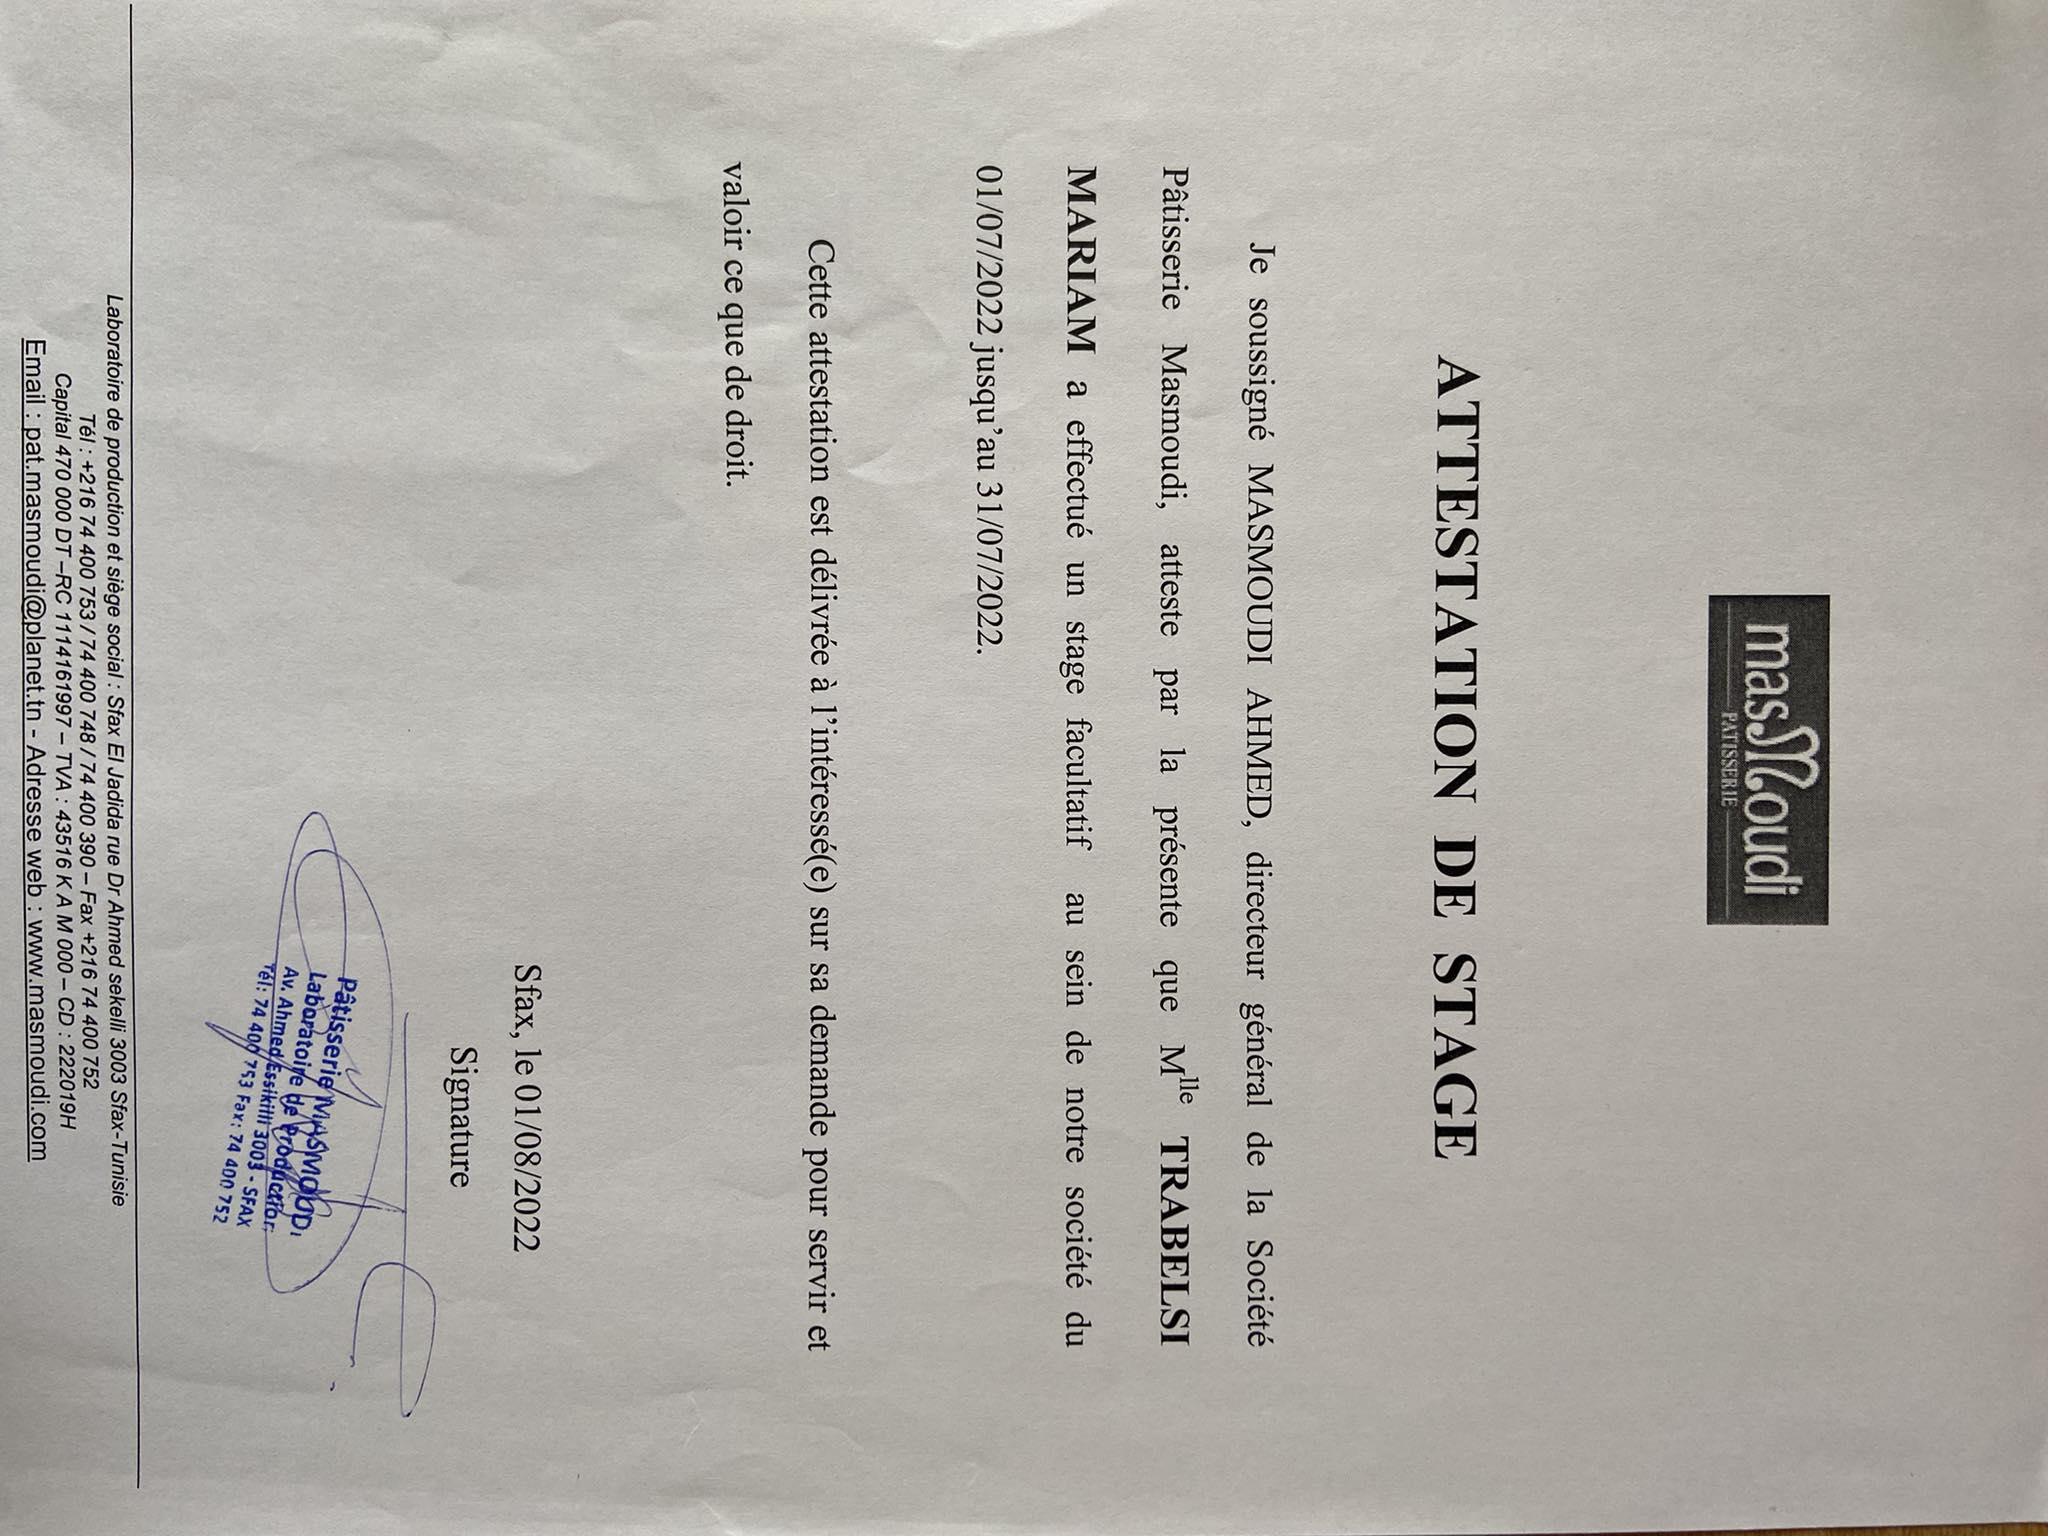 masMoudi
PATISSERIE
ATTESTATION DE STAGE
Je soussigné MASMOUDI AHMED, directeur général de la Société
Pâtisserie Masmoudi, atteste par la présente que Mlle TRABELSI
MARIAM a effectué un stage facultatif au sein de notre société du
01/07/2022 jusqu’au 31/07/2022.
Cette attestation est délivrée à l’intéressé(e) sur sa demande pour servir et
valoir ce que de droit.
Sfax, le 01/08/2022
Signature
Pâtisserie MASMOUDI
Laboratoire de Production
Av. Ahmed Essikilli 3003 - SFAX
Tél: 74 400 753 Fax: 74 400 752
Laboratoire de production et siège social : Sfax El Jadida rue Dr Ahmed sekelli 3003 Sfax-Tunisie
Tél : +216 74 400 753 / 74 400 748 / 74 400 390 – Fax +216 74 400 752
Capital 470 000 DT –RC 1114161997 – TVA : 43516 K A M 000 – CD : 222019H
Email : pat.masmoudi@planet.tn - Adresse web : www.masmoudi.com